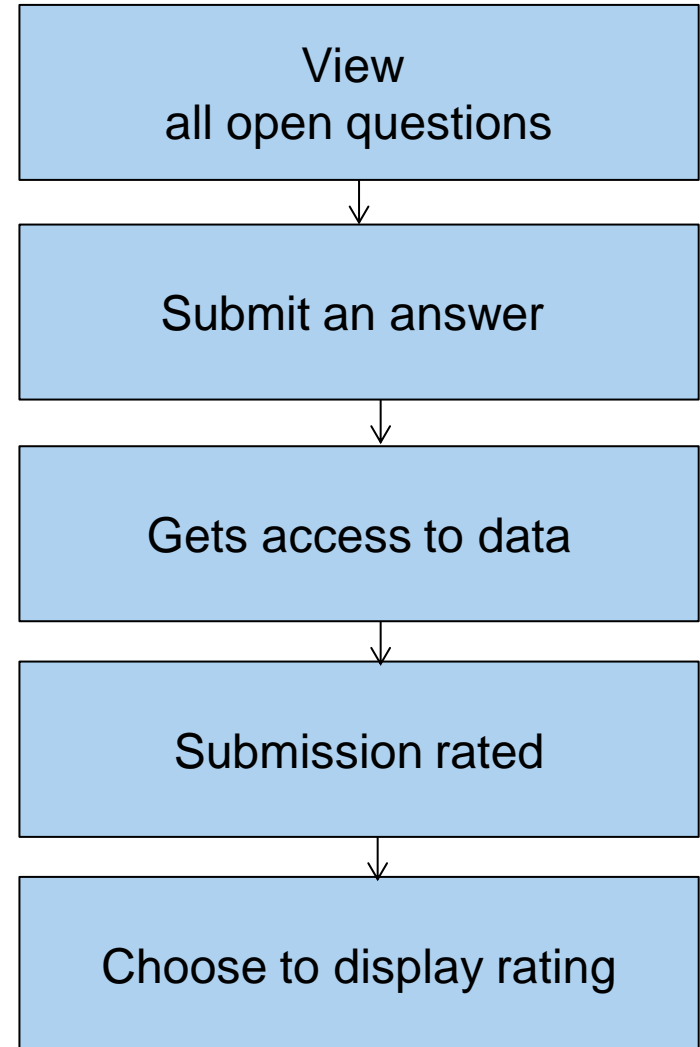 View
all open questions
Submit an answer
Gets access to data
Submission rated
Choose to display rating